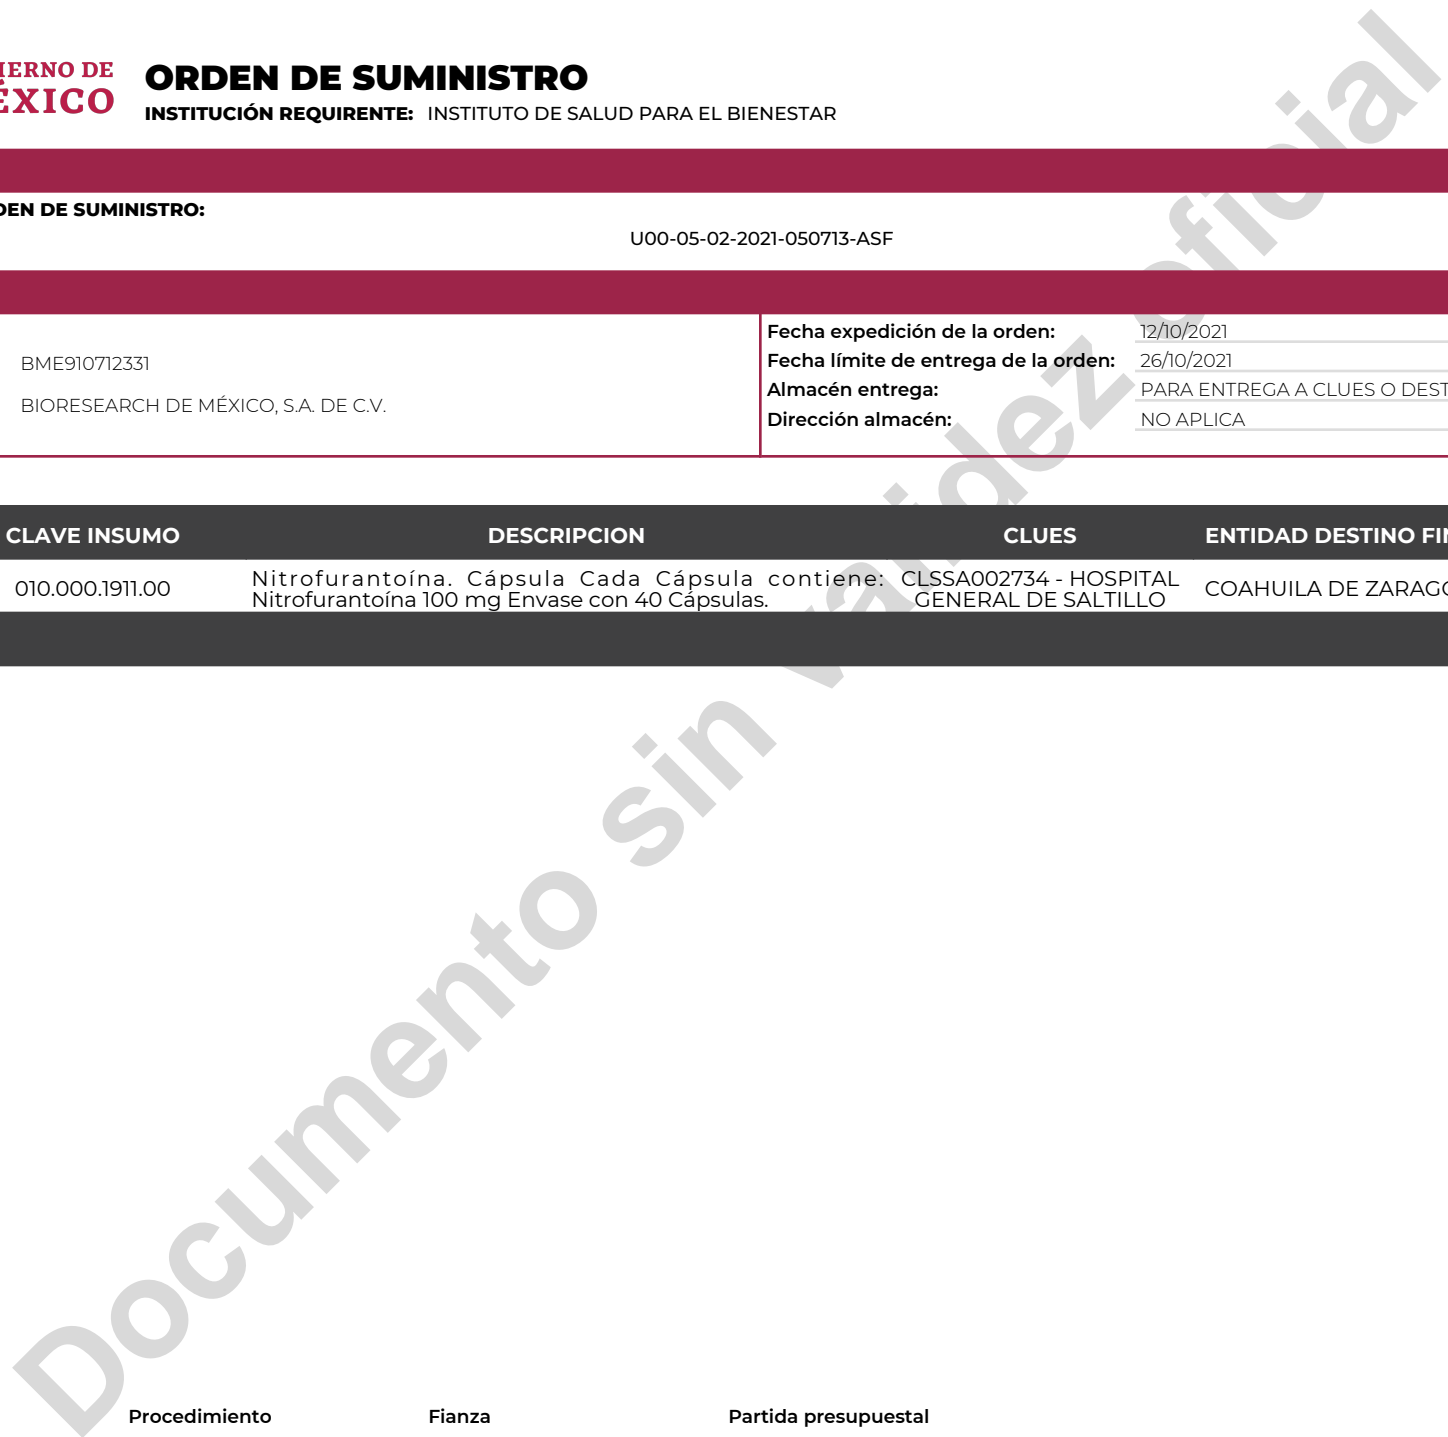 IERNO DE
ÉXICO
ORDEN DE SUMINISTRO
INSTITUCIÓN REQUIRENTE: INSTITUTO DE SALUD PARA EL BIENESTAR
DEN DE SUMINISTRO:
U00-05-02-2021-050713-ASF
BME910712331
BIORESEARCH DE MÉXICO, S.A. DE C.V.
Fecha expedición de la orden: 12/10/2021
Fecha límite de entrega de la orden: 26/10/2021
Almacén entrega: PARA ENTREGA A CLUES O DEST
Dirección almacén: NO APLICA
CLAVE INSUMO DESCRIPCION CLUES ENTIDAD DESTINO FIN
010.000.1911.00
Nitrofurantoína. Cápsula Cada Cápsula contiene:
Nitrofurantoína 100 mg Envase con 40 Cápsulas.
CLSSA002734 - HOSPITAL
GENERAL DE SALTILLO
COAHUILA DE ZARAGO
Documento sin validez oficial
Procedimiento Fianza Partida presupuestal